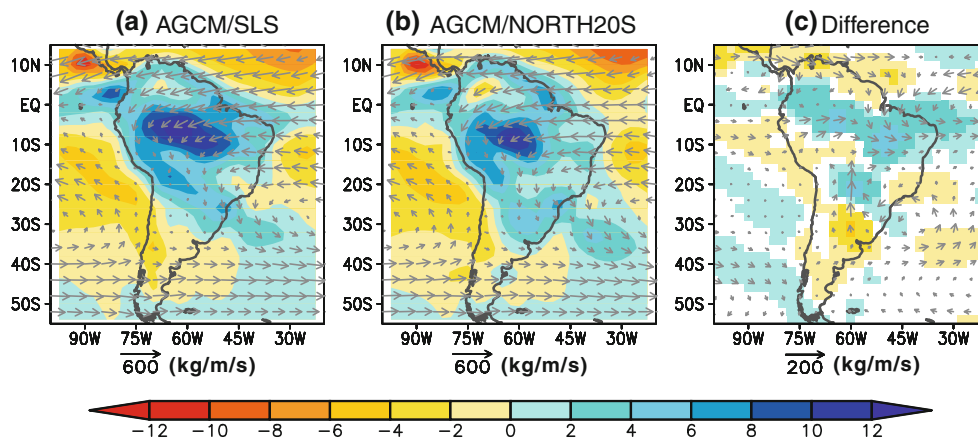 (a) AGCM/SLS (b) AGCM/NORTH20S (c) Difference
10N 10N 10N
EQ EQ EQ
10S 10S 10S
20S 20S 20S
30S 30S 30S
40S 40S 40S
50S 50S 50S
90W 75W 60W 45W 30W 90W 75W 60W 45W 30W 90W 75W 60W 45W 30W
600 (kg/m/s) 600 (kg/m/s) 200 (kg/m/s)
−12 −10 −8 −6 −4 −2 0 2 4 6 8 10 12